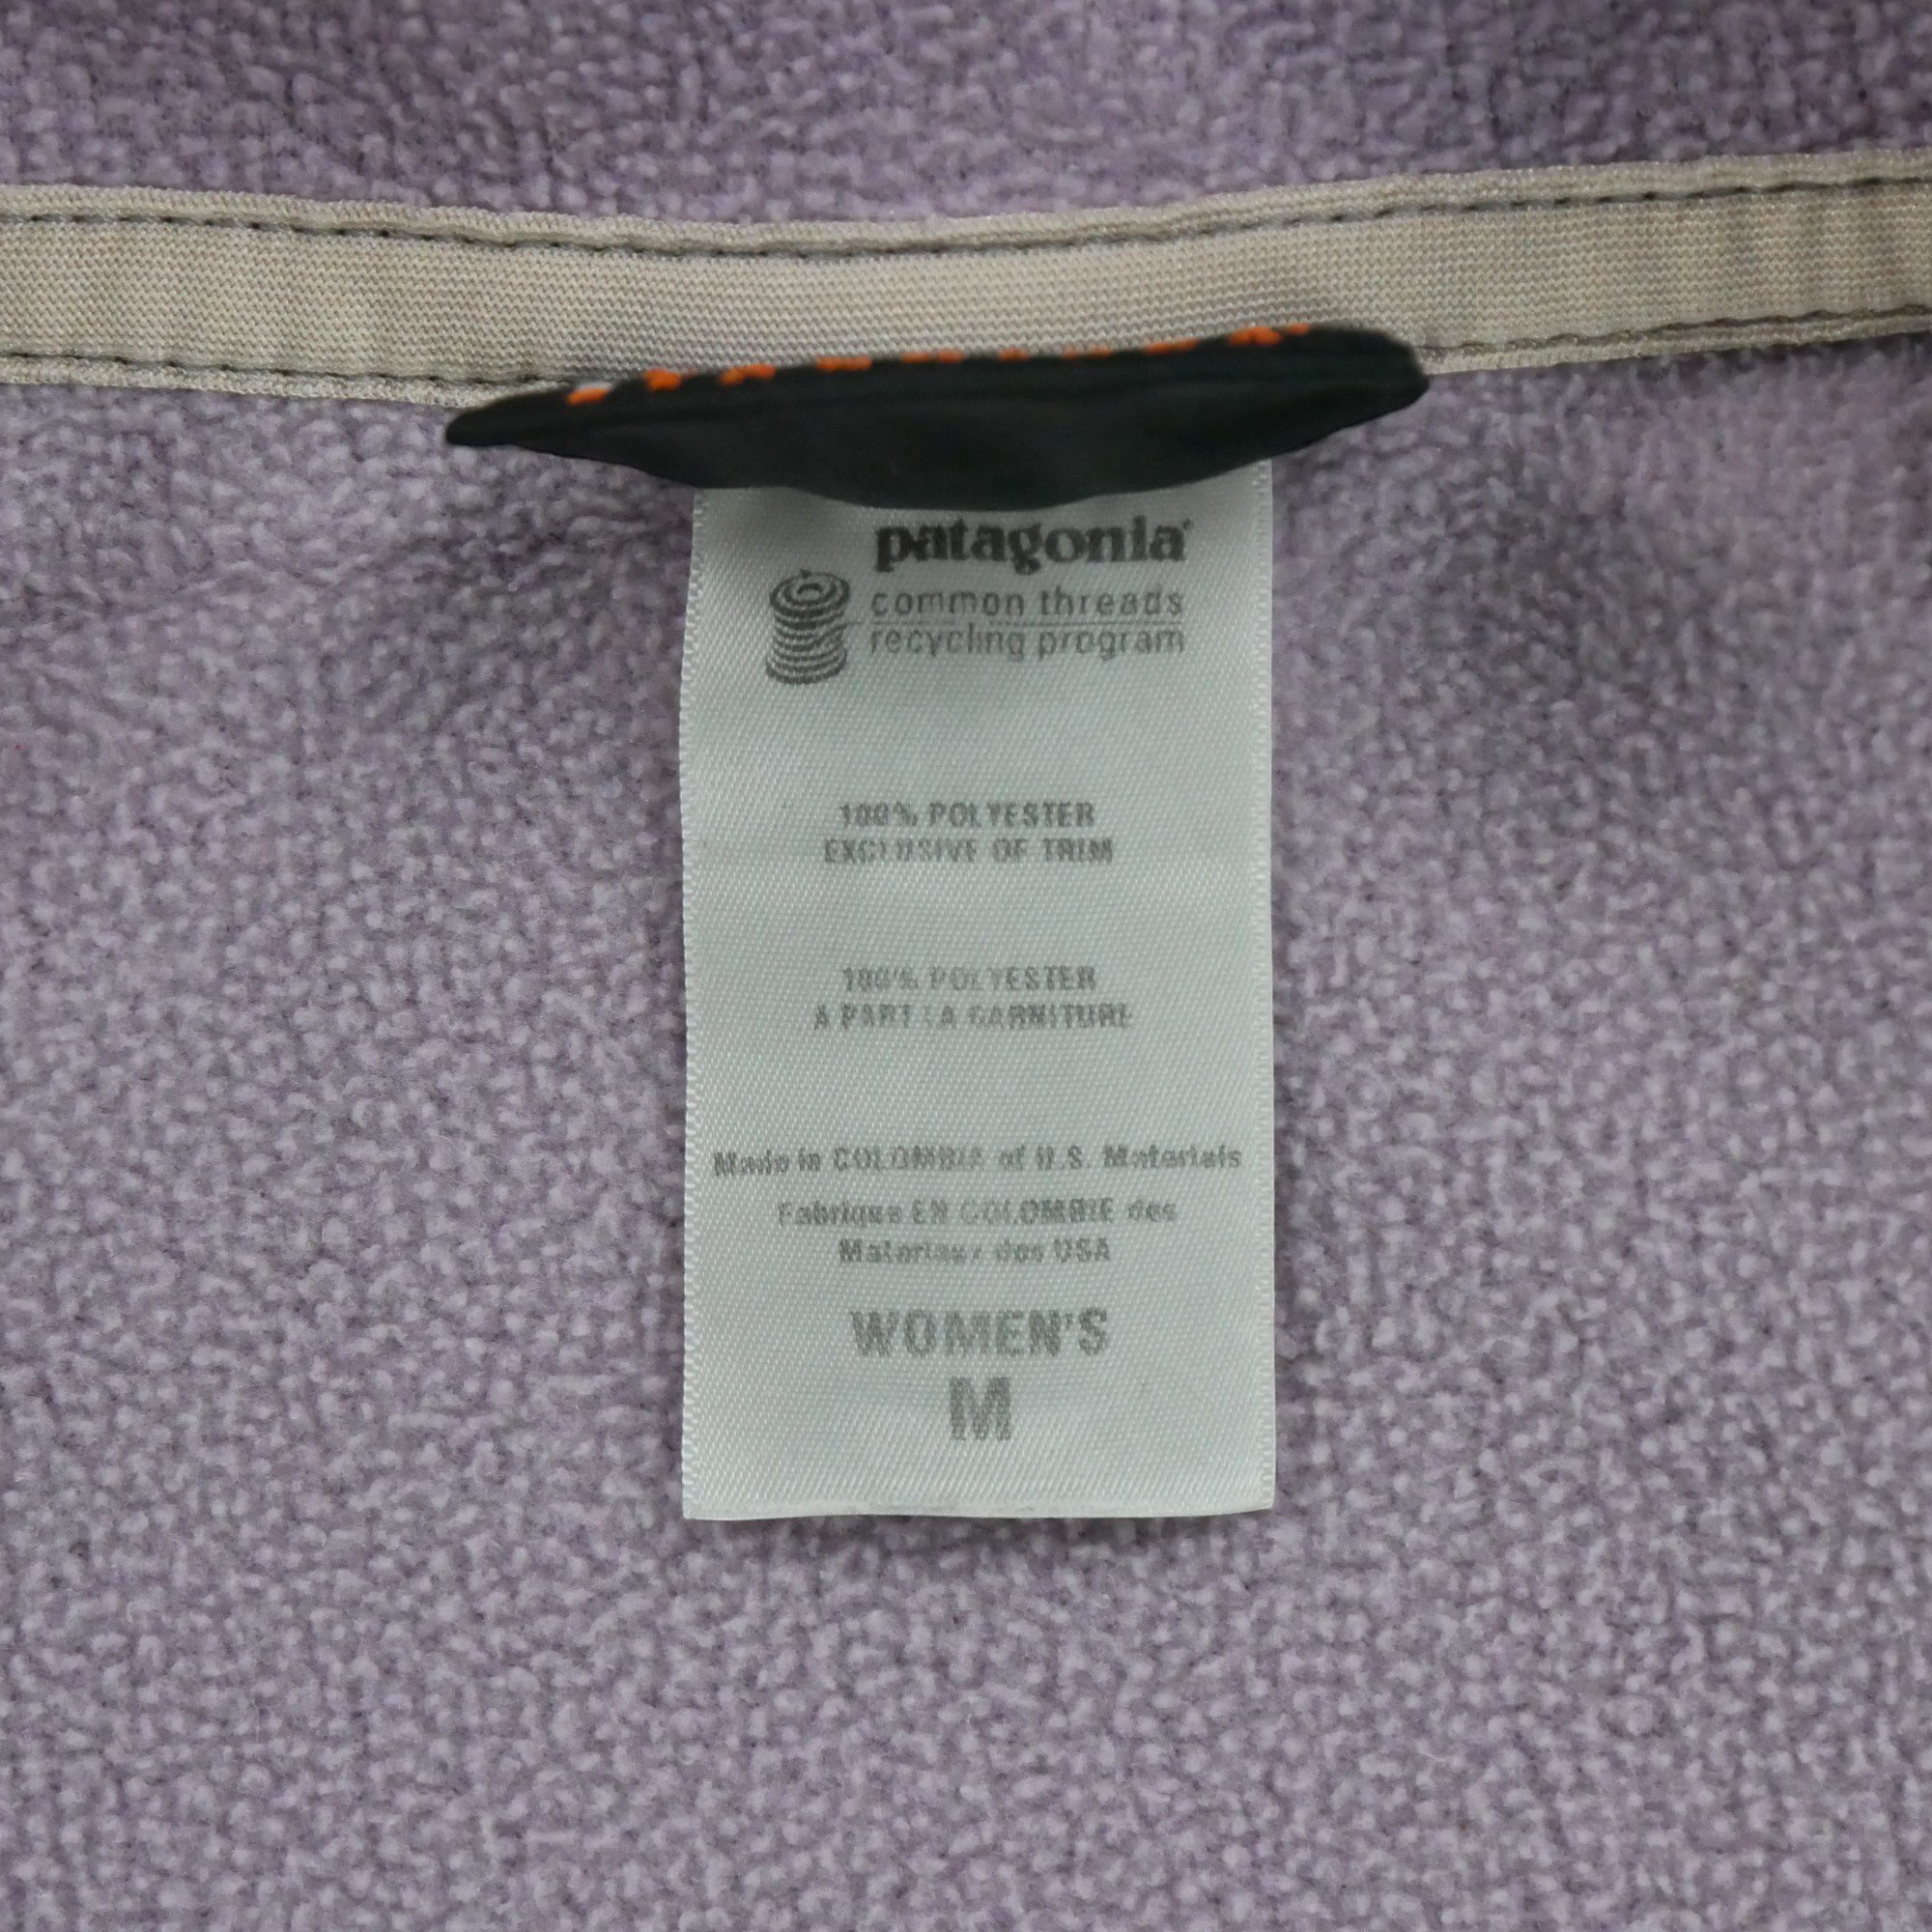 patagonia®
common threads
recycling program
100% POLYESTER
EXCLUSIVE OF TRIM
100% POLYESTER
A PART LA GARNITURE
Made in COLOMBIA of U.S. Materials
Fabrique EN COLOMBIE des
Materiaux des USA
WOMEN'S
M